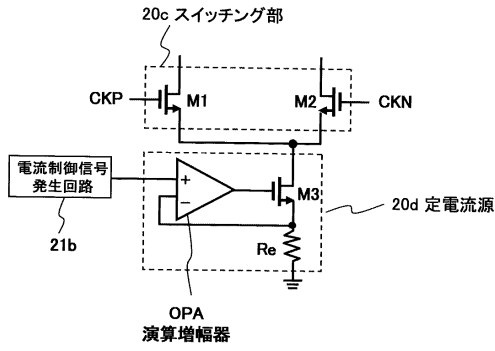 20c スイッチング部
CKP
M1
M2
CKN
電流制御信号
発生回路
21b
+
−
M3
20d 定電流源
Re
OPA
演算増幅器